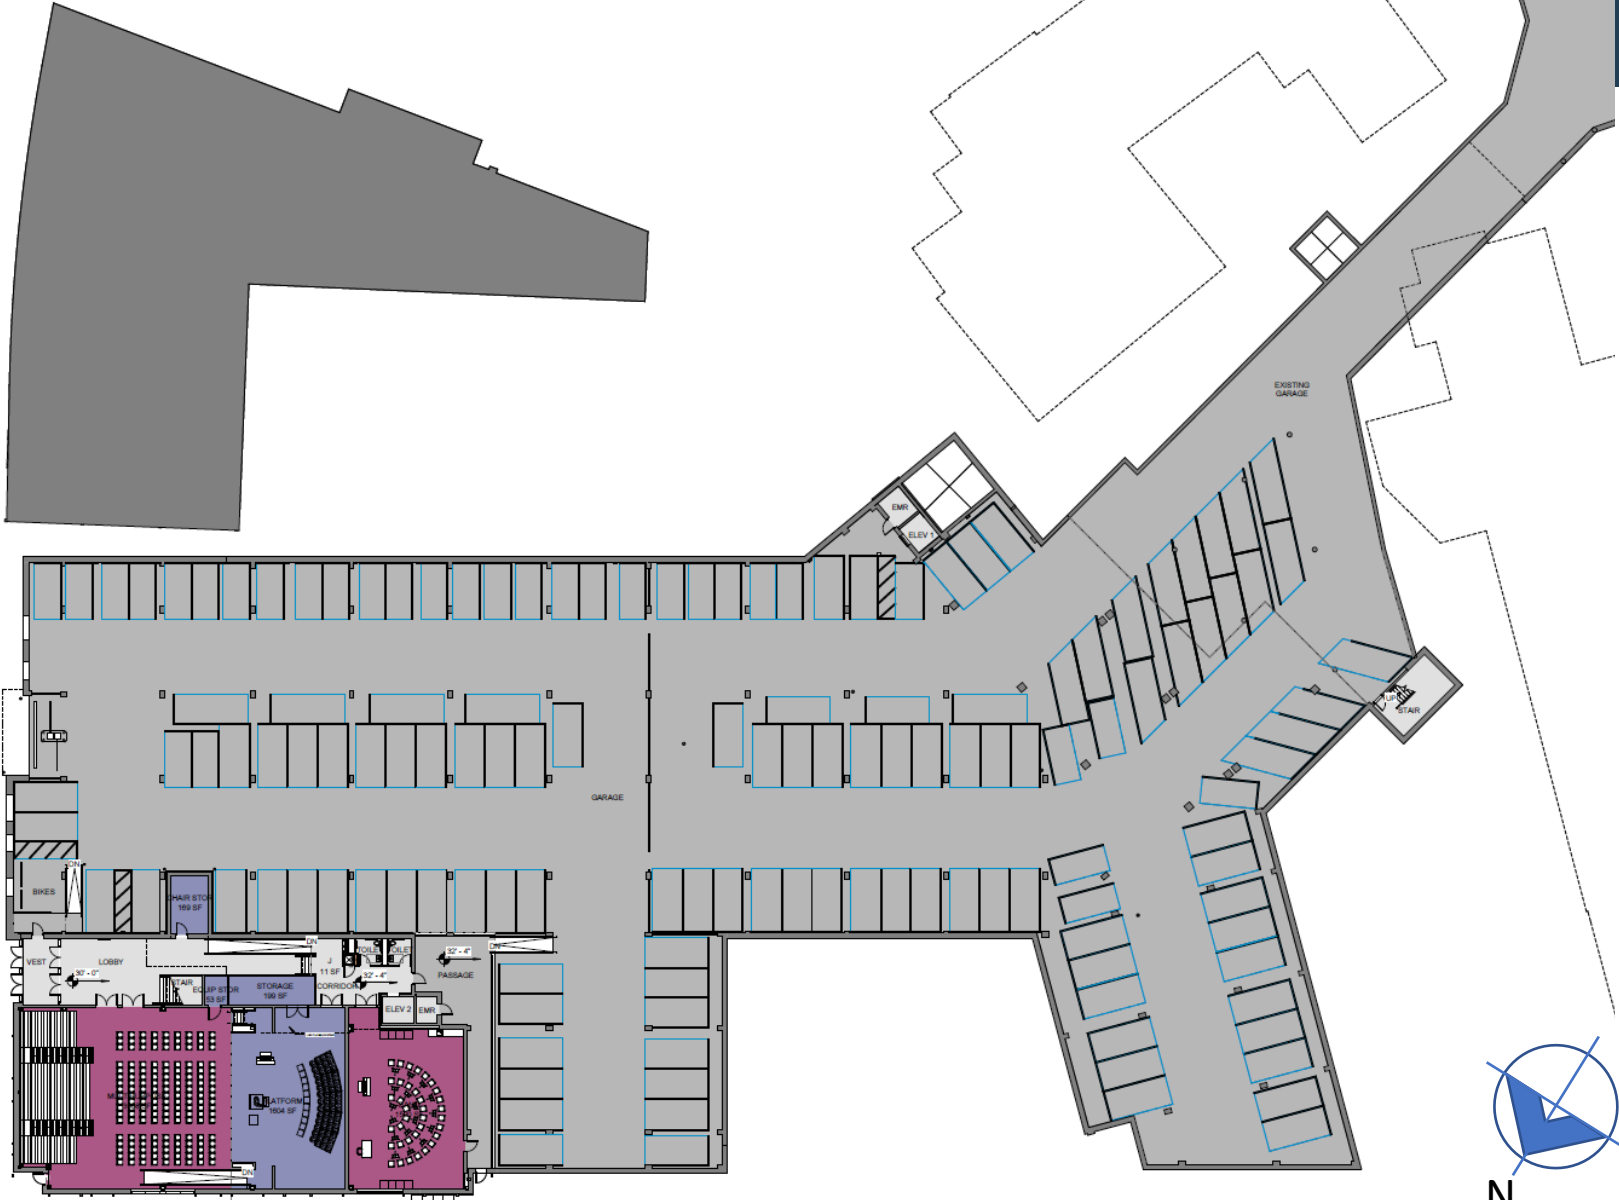 EXISTING
GARAGE
EMR
ELEV 1
UP
STAIR
GARAGE
DN
BIKES
CHAIR STOR
169 SF
VEST
LOBBY
30' - 0"
STAIR
EQUIP STOR
53 SF
STORAGE
199 SF
DN
J
11 SF
CORRIDOR
TOILET
TOILET
32' - 4"
32' - 4"
PASSAGE
DN
ELEV 2
EMR
PLATFORM
1604 SF
DN
N